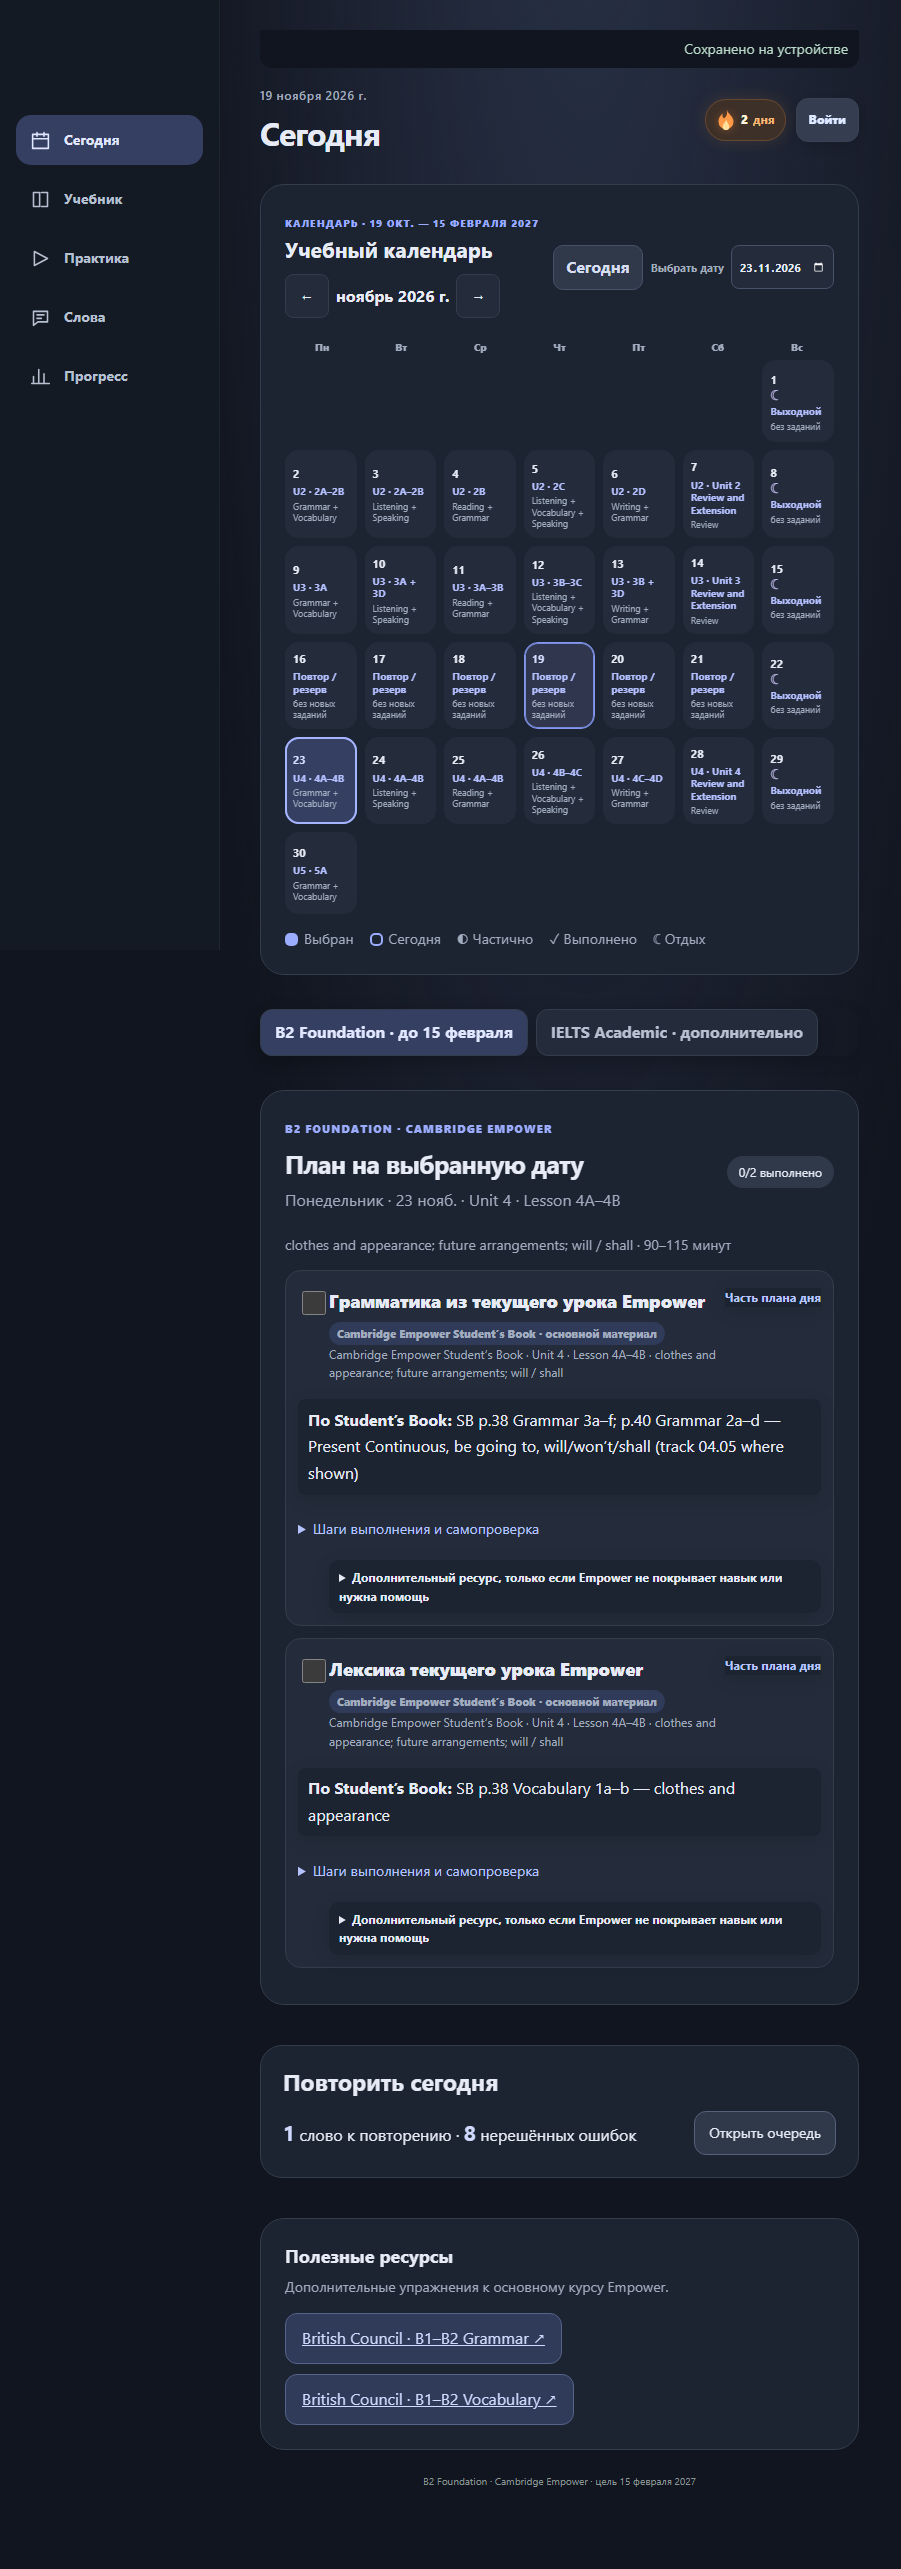 Сохранено на устройстве
19 ноября 2026 г.
Сегодня
2 дня
Войти
Сегодня
Учебник
Практика
Слова
Прогресс
КАЛЕНДАРЬ · 19 ОКТ. — 15 ФЕВРАЛЯ 2027
Учебный календарь
← ноябрь 2026 г. →
Сегодня
Выбрать дату
23.11.2026
Пн Вт Ср Чт Пт Сб Вс
1
☾
Выходной
без заданий
2
U2 · 2A–2B
Grammar +
Vocabulary
3
U2 · 2A–2B
Listening +
Speaking
4
U2 · 2B
Reading +
Grammar
5
U2 · 2C
Listening +
Vocabulary +
Speaking
6
U2 · 2D
Writing +
Grammar
7
U2 · Unit 2
Review and
Extension
Review
8
☾
Выходной
без заданий
9
U3 · 3A
Grammar +
Vocabulary
10
U3 · 3A +
3D
Listening +
Speaking
11
U3 · 3A–3B
Reading +
Grammar
12
U3 · 3B–3C
Listening +
Vocabulary +
Speaking
13
U3 · 3B +
3D
Writing +
Grammar
14
U3 · Unit 3
Review and
Extension
Review
15
☾
Выходной
без заданий
16
Повтор /
резерв
без новых
заданий
17
Повтор /
резерв
без новых
заданий
18
Повтор /
резерв
без новых
заданий
19
Повтор /
резерв
без новых
заданий
20
Повтор /
резерв
без новых
заданий
21
Повтор /
резерв
без новых
заданий
22
☾
Выходной
без заданий
23
U4 · 4A–4B
Grammar +
Vocabulary
24
U4 · 4A–4B
Listening +
Speaking
25
U4 · 4A–4B
Reading +
Grammar
26
U4 · 4B–4C
Listening +
Vocabulary +
Speaking
27
U4 · 4C–4D
Writing +
Grammar
28
U4 · Unit 4
Review and
Extension
Review
29
☾
Выходной
без заданий
30
U5 · 5A
Grammar +
Vocabulary
Выбран Сегодня ◐ Частично ✓ Выполнено ☾ Отдых
B2 Foundation · до 15 февраля
IELTS Academic · дополнительно
B2 FOUNDATION · CAMBRIDGE EMPOWER
План на выбранную дату
0/2 выполнено
Понедельник · 23 нояб. · Unit 4 · Lesson 4A–4B
clothes and appearance; future arrangements; will / shall · 90–115 минут
Грамматика из текущего урока Empower
Часть плана дня
Cambridge Empower Student’s Book · основной материал
Cambridge Empower Student’s Book · Unit 4 · Lesson 4A–4B · clothes and
appearance; future arrangements; will / shall
По Student’s Book: SB p.38 Grammar 3a–f; p.40 Grammar 2a–d —
Present Continuous, be going to, will/won’t/shall (track 04.05 where
shown)
▶ Шаги выполнения и самопроверка
▶ Дополнительный ресурс, только если Empower не покрывает навык или
нужна помощь
Лексика текущего урока Empower
Часть плана дня
Cambridge Empower Student’s Book · основной материал
Cambridge Empower Student’s Book · Unit 4 · Lesson 4A–4B · clothes and
appearance; future arrangements; will / shall
По Student’s Book: SB p.38 Vocabulary 1a–b — clothes and
appearance
▶ Шаги выполнения и самопроверка
▶ Дополнительный ресурс, только если Empower не покрывает навык или
нужна помощь
Повторить сегодня
1 слово к повторению · 8 нерешённых ошибок
Открыть очередь
Полезные ресурсы
Дополнительные упражнения к основному курсу Empower.
British Council · B1–B2 Grammar ↗
British Council · B1–B2 Vocabulary ↗
B2 Foundation · Cambridge Empower · цель 15 февраля 2027